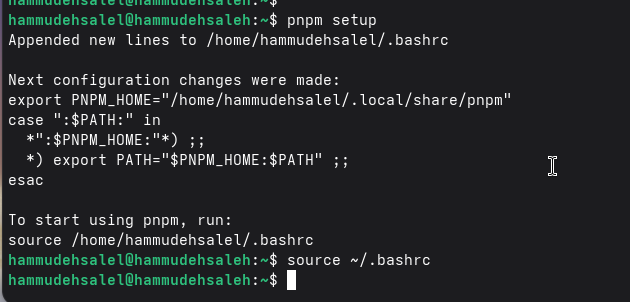 hammudehsalel@hammudehsaleh:~$
hammudehsalel@hammudehsaleh:~$ pnpm setup
Appended new lines to /home/hammudehsalel/.bashrc

Next configuration changes were made:
export PNPM_HOME="/home/hammudehsalel/.local/share/pnpm"
case ":$PATH:" in
  *":$PNPM_HOME:"*) ;;
  *) export PATH="$PNPM_HOME:$PATH" ;;
esac

To start using pnpm, run:
source /home/hammudehsalel/.bashrc
hammudehsalel@hammudehsaleh:~$ source ~/.bashrc
hammudehsalel@hammudehsaleh:~$